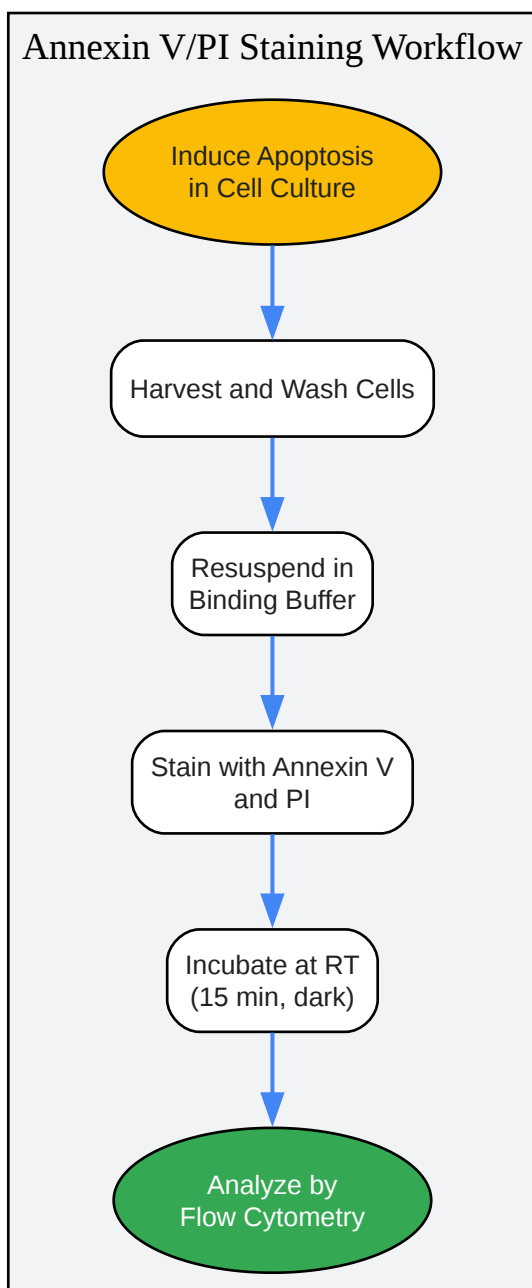 Annexin V/PI Staining Workflow
Induce Apoptosis
in Cell Culture
Harvest and Wash Cells
Resuspend in
Binding Buffer
Stain with Annexin V
and PI
Incubate at RT
(15 min, dark)
Analyze by
Flow Cytometry